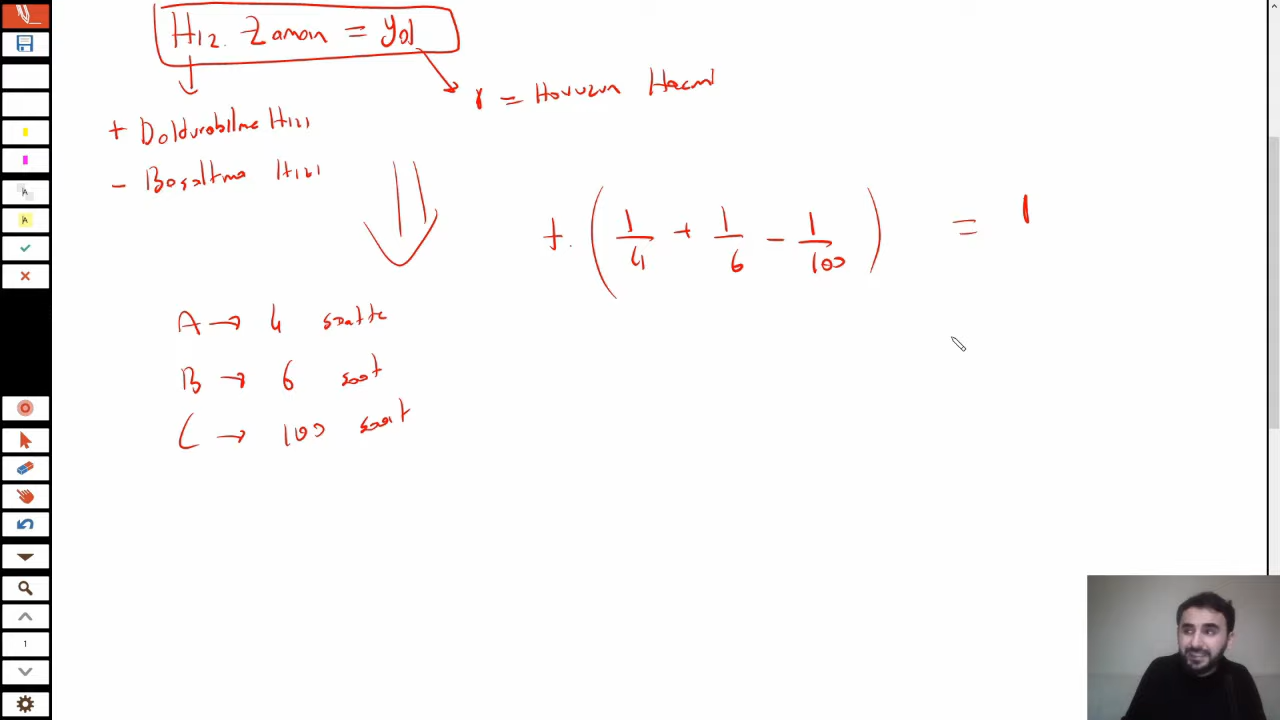 Hız. Zaman = Yol
1 = Havuzun Hacmi
+ Doldurabilme Hızı
- Boşaltma Hızı
t. (1/4 + 1/6 - 1/100) = 1
A → 4 saatte
B → 6 saat
C → 100 saat
A
A
1